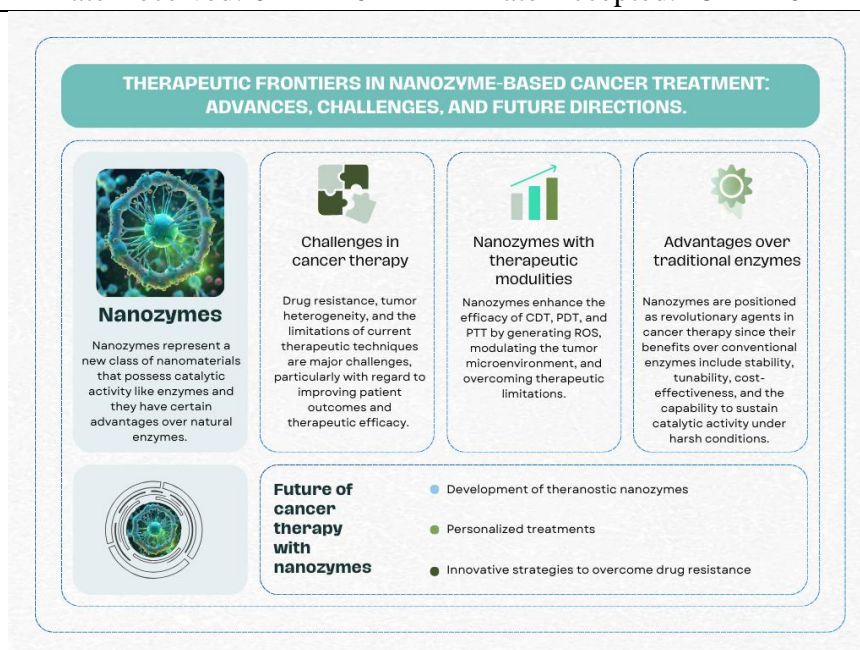 THERAPEUTIC FRONTIERS IN NANOZYME-BASED CANCER TREATMENT:
ADVANCES, CHALLENGES, AND FUTURE DIRECTIONS.
Nanozymes
Nanozymes represent a
new class of nanomaterials
that possess catalytic
activity like enzymes and
they have certain
advantages over natural
enzymes.
Challenges in
cancer therapy
Drug resistance, tumor
heterogeneity, and the
limitations of current
therapeutic techniques
are major challenges,
particularly with regard to
improving patient
outcomes and
therapeutic efficacy.
Nanozymes with
therapeutic
modulities
Nanozymes enhance the
efficacy of CDT, PDT, and
PTT by generating ROS,
modulating the tumor
microenvironment, and
overcoming therapeutic
limitations.
Advantages over
traditional enzymes
Nanozymes are positioned
as revolutionary agents in
cancer therapy since their
benefits over conventional
enzymes include stability,
tunability, cost-
effectiveness, and the
capability to sustain
catalytic activity under
harsh conditions.
Future of
cancer
therapy
with
nanozymes
Development of theranostic nanozymes
Personalized treatments
Innovative strategies to overcome drug resistance